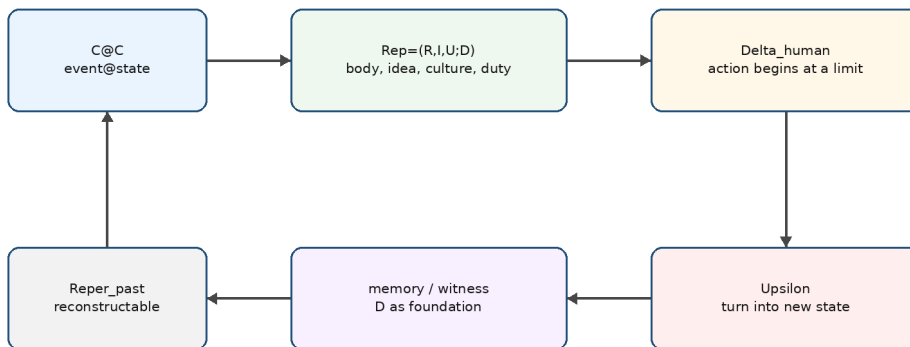 C@C
event@state
Rep=(R,I,U;D)
body, idea, culture, duty
Delta_human
action begins at a limit
Reper_past
reconstructable
memory / witness
D as foundation
Upsilon
turn into new state